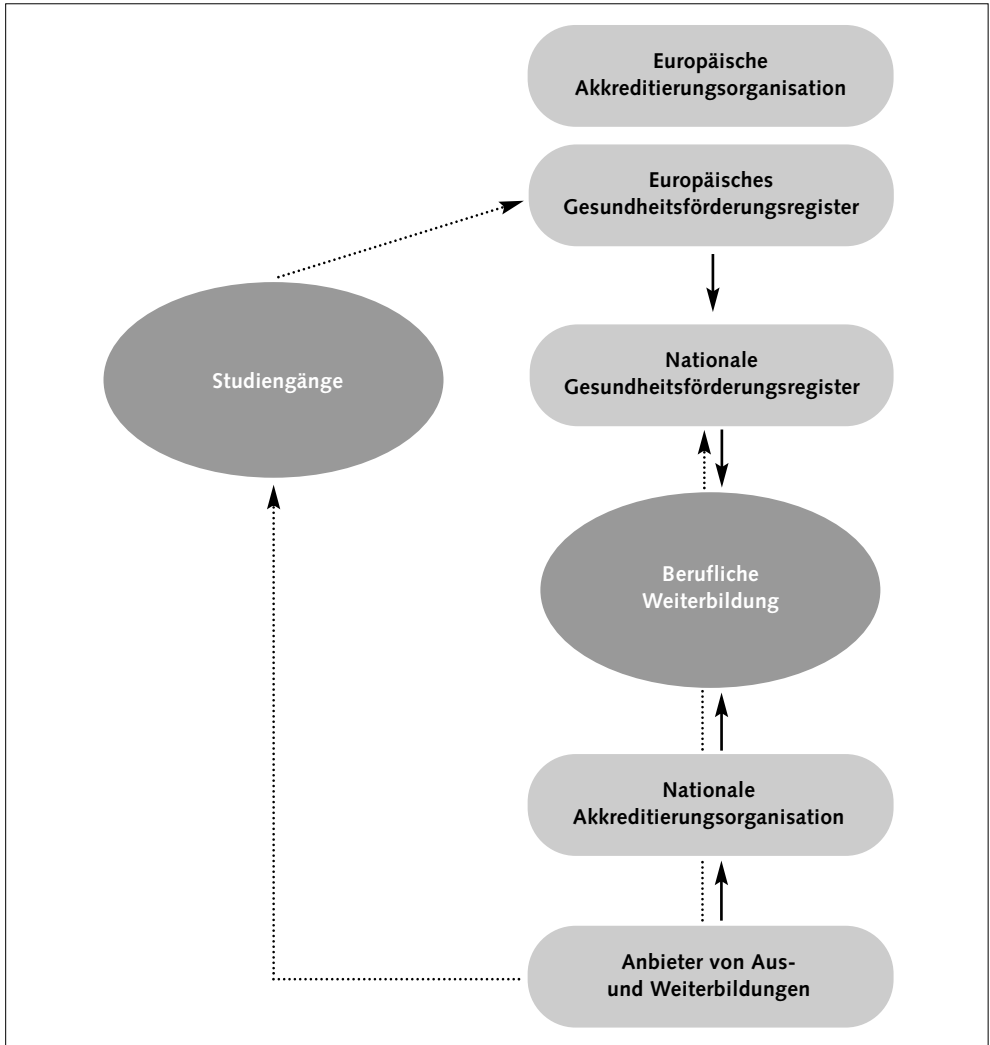 Europäische
Akkreditierungsorganisation
Europäisches
Gesundheitsförderungsregister
Studiengänge
Nationale
Gesundheitsförderungsregister
Berufliche
Weiterbildung
Nationale
Akkreditierungsorganisation
Anbieter von Aus-
und Weiterbildungen